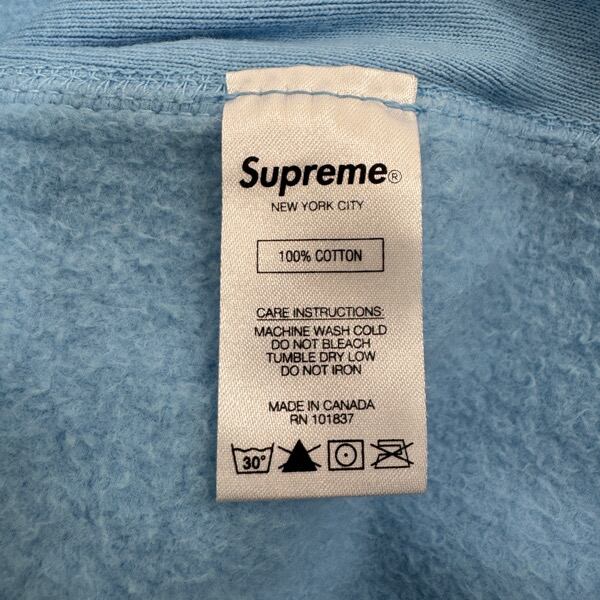 Supreme®
NEW YORK CITY
100% COTTON
CARE INSTRUCTIONS:
MACHINE WASH COLD
DO NOT BLEACH
TUMBLE DRY LOW
DO NOT IRON
MADE IN CANADA
RN 101837
30°